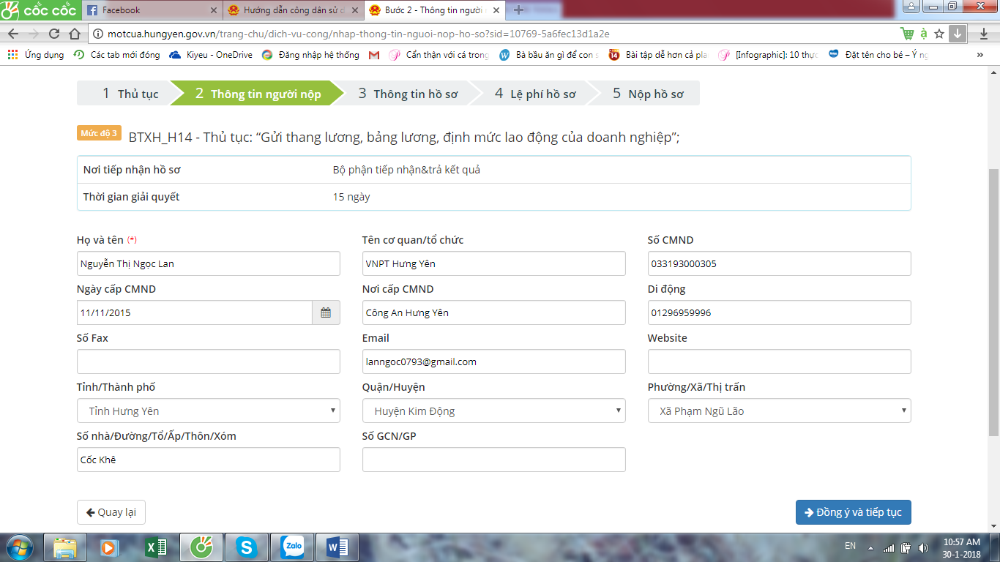 cốc cốc
Facebook
Hướng dẫn công dân sử d
Bước 2 - Thông tin người
motcua.hungyen.gov.vn/trang-chu/dich-vu-cong/nhap-thong-tin-nguoi-nop-ho-so?sid=10769-5a6fec13d1a2e
Ứng dụng Các tab mới đóng Kiyeu - OneDrive Đăng nhập hệ thống Cẩn thận với cá trong Bà bầu ăn gì để con s Bài tập dễ hơn cả pla [Infographic]: 10 thực Đặt tên cho bé – Ý ng »
1 Thủ tục 2 Thông tin người nộp 3 Thông tin hồ sơ 4 Lệ phí hồ sơ 5 Nộp hồ sơ
Mức độ 3 BTXH_H14 - Thủ tục: “Gửi thang lương, bảng lương, định mức lao động của doanh nghiệp”;
Nơi tiếp nhận hồ sơ Bộ phận tiếp nhận&trả kết quả
Thời gian giải quyết 15 ngày
Họ và tên (*) Tên cơ quan/tổ chức Số CMND
Nguyễn Thị Ngọc Lan VNPT Hưng Yên 033193000305
Ngày cấp CMND Nơi cấp CMND Di động
11/11/2015 Công An Hưng Yên 01296959996
Số Fax Email Website
lanngoc0793@gmail.com
Tỉnh/Thành phố Quận/Huyện Phường/Xã/Thị trấn
Tỉnh Hưng Yên Huyện Kim Động Xã Phạm Ngũ Lão
Số nhà/Đường/Tổ/Ấp/Thôn/Xóm Số GCN/GP
Cốc Khê
Quay lại Đồng ý và tiếp tục
Zalo
EN 10:57 AM
30-1-2018